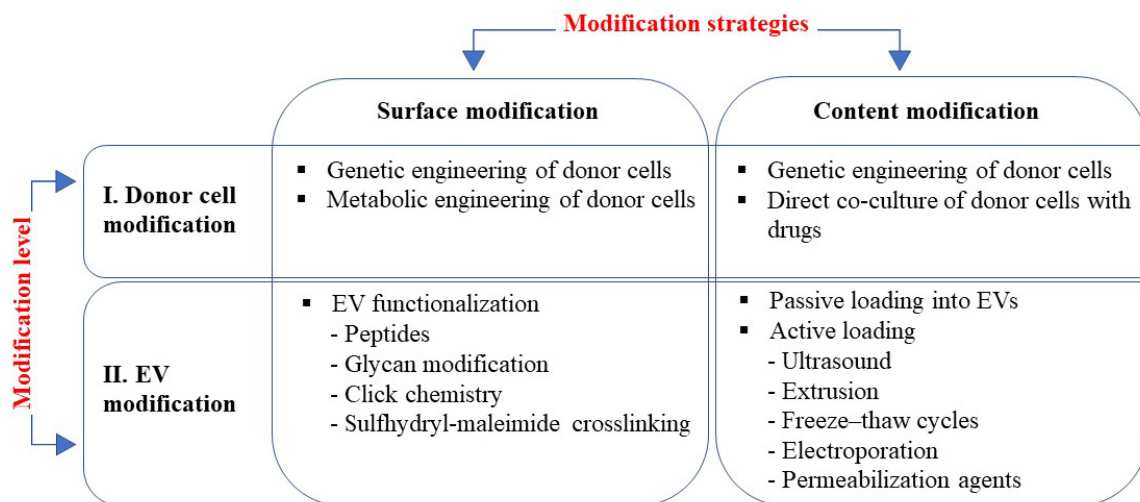 Modification strategies
Surface modification
Content modification
Modification level
I. Donor cell
modification
▪ Genetic engineering of donor cells
▪ Metabolic engineering of donor cells
▪ Genetic engineering of donor cells
▪ Direct co-culture of donor cells with
drugs
II. EV
modification
▪ EV functionalization
- Peptides
- Glycan modification
- Click chemistry
- Sulfhydryl-maleimide crosslinking
▪ Passive loading into EVs
▪ Active loading
- Ultrasound
- Extrusion
- Freeze–thaw cycles
- Electroporation
- Permeabilization agents